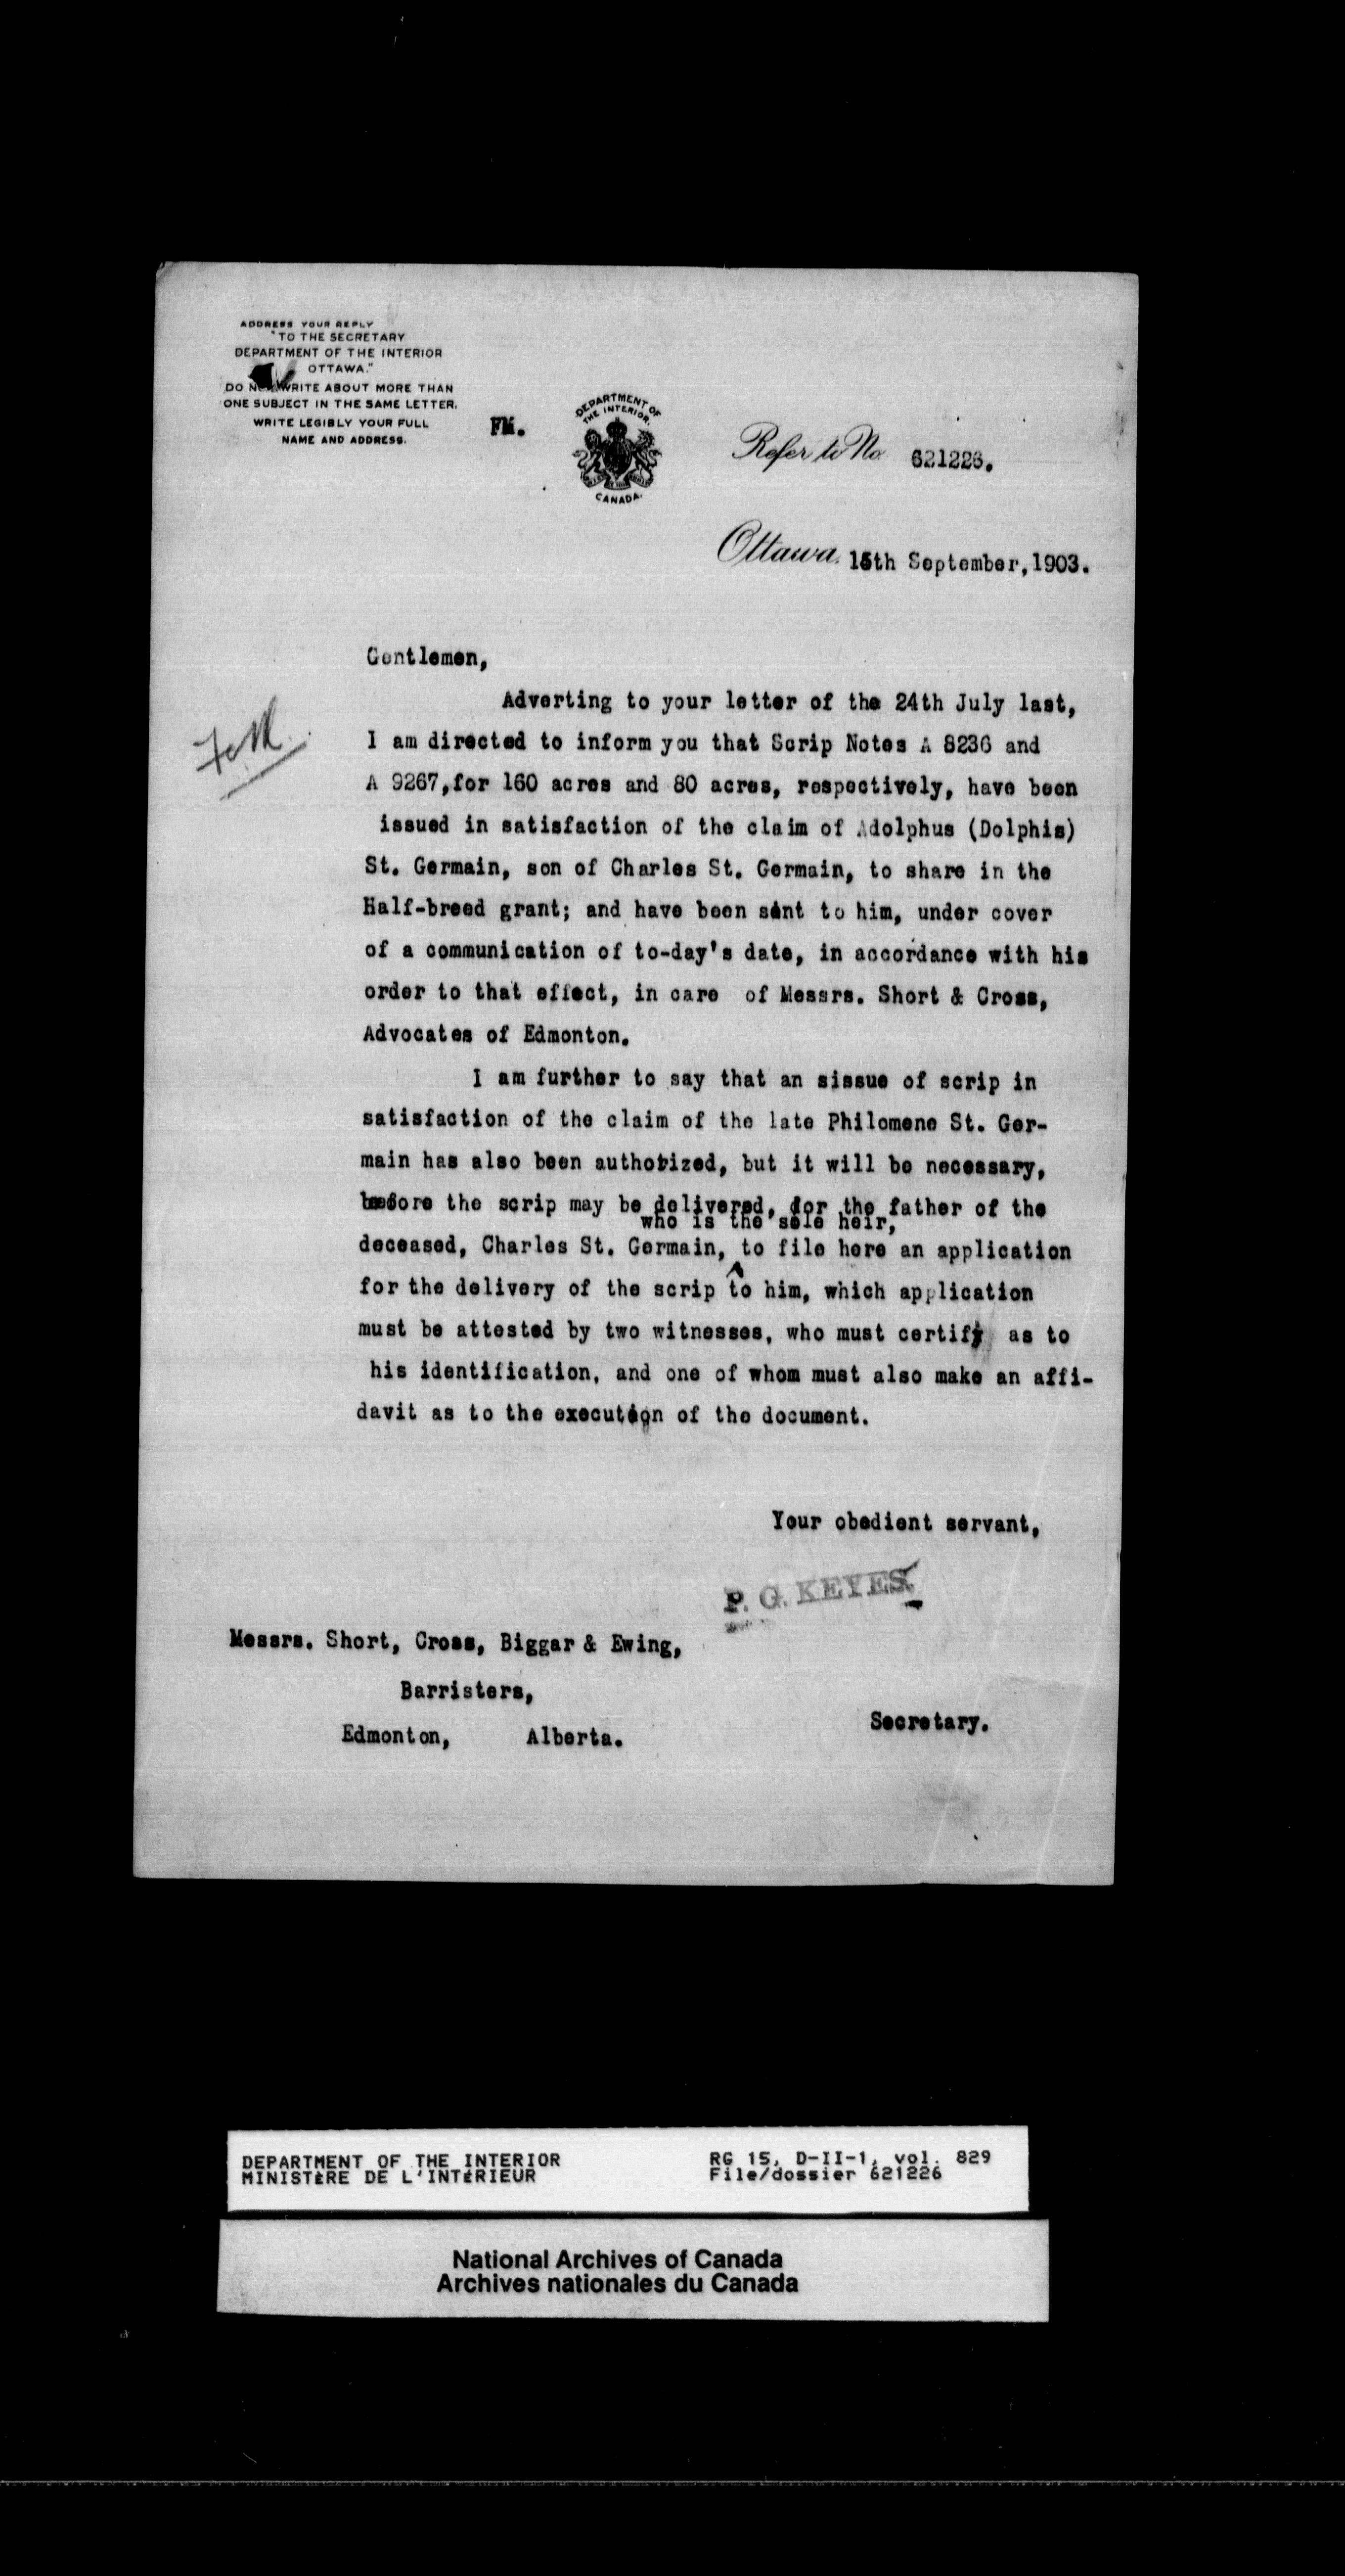 ADDRESS YOUR REPLY
"TO THE SECRETARY
DEPARTMENT OF THE INTERIOR
OTTAWA."
DO NOT WRITE ABOUT MORE THAN
ONE SUBJECT IN THE SAME LETTER.
WRITE LEGIBLY YOUR FULL
NAME AND ADDRESS.
DEPARTMENT OF
THE INTERIOR.
CANADA.
Refer to No. 621226.
Ottawa, 15th September, 1903.
Gentlemen,
Adverting to your letter of the 24th July last,
I am directed to inform you that Scrip Notes A 8236 and
A 9267,for 160 acres and 80 acres, respectively, have been
issued in satisfaction of the claim of Adolphus (Dolphis)
St. Germain, son of Charles St. Germain, to share in the
Half-breed grant; and have been sent to him, under cover
of a communication of to-day's date, in accordance with his
order to that effect, in care of Messrs. Short & Cross,
Advocates of Edmonton.
I am further to say that an sissue of scrip in
satisfaction of the claim of the late Philomene St. Ger-
main has also been authorized, but it will be necessary,
before the scrip may be delivered, for the father of the
who is the sole heir,
deceased, Charles St. Germain, to file here an application
for the delivery of the scrip to him, which application
must be attested by two witnesses, who must certify as to
his identification, and one of whom must also make an affi-
davit as to the execution of the document.
Your obedient servant,
P. G. KEYES.
Messrs. Short, Cross, Biggar & Ewing,
Barristers,
Secretary.
Edmonton, Alberta.
DEPARTMENT OF THE INTERIOR RG 15, D-II-1, vol. 829
MINISTÈRE DE L'INTÉRIEUR File/dossier 621226
National Archives of Canada
Archives nationales du Canada